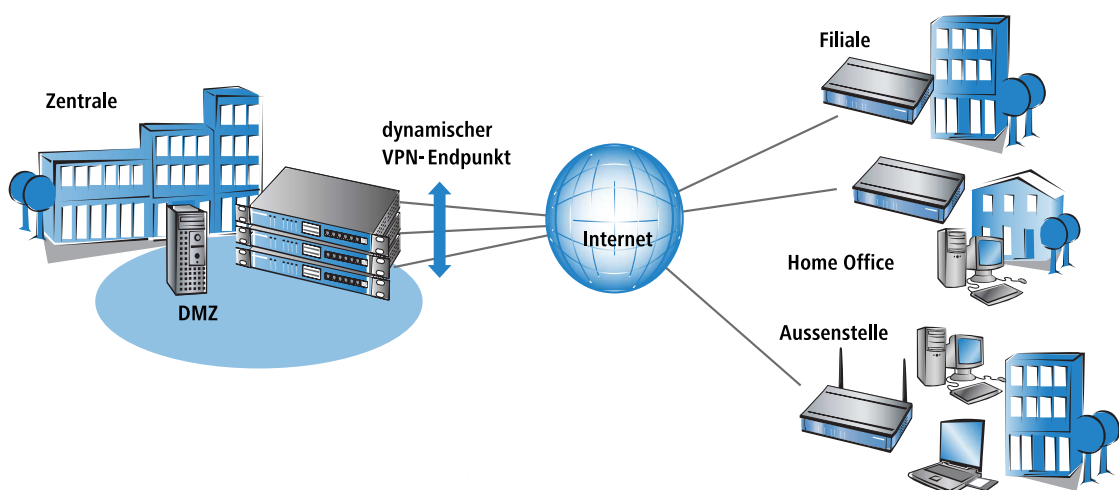 Zentrale
dynamischer
VPN-Endpunkt
DMZ
Internet
Filiale
Home Office
Aussenstelle